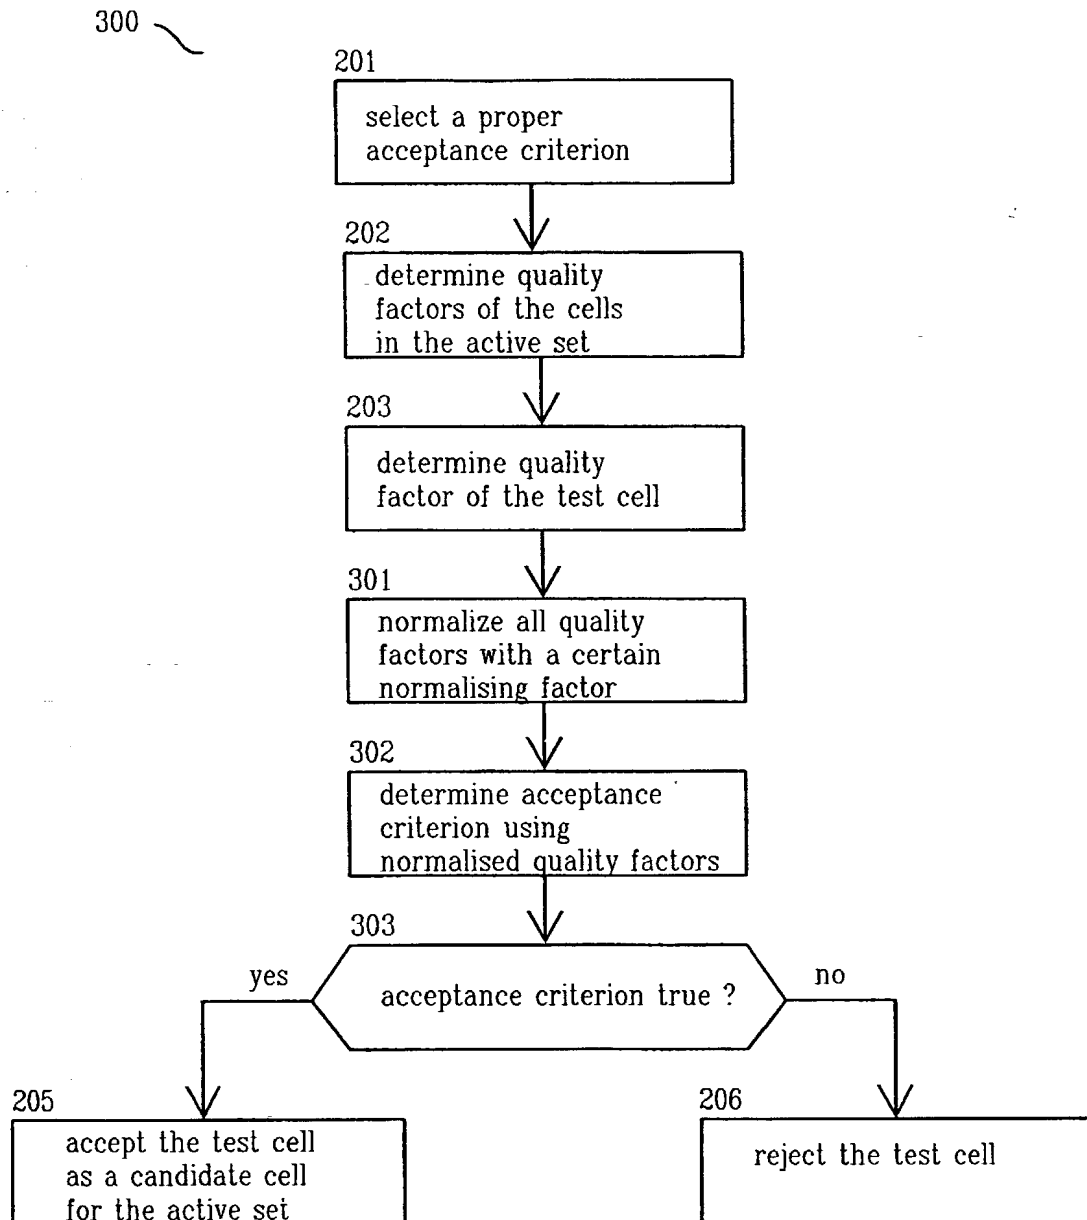 300
201
select a proper
acceptance criterion
202
determine quality
factors of the cells
in the active set
203
determine quality
factor of the test cell
301
normalize all quality
factors with a certain
normalising factor
302
determine acceptance
criterion using
normalised quality factors
303
yes
acceptance criterion true ?
no
205
accept the test cell
as a candidate cell
for the active set
206
reject the test cell